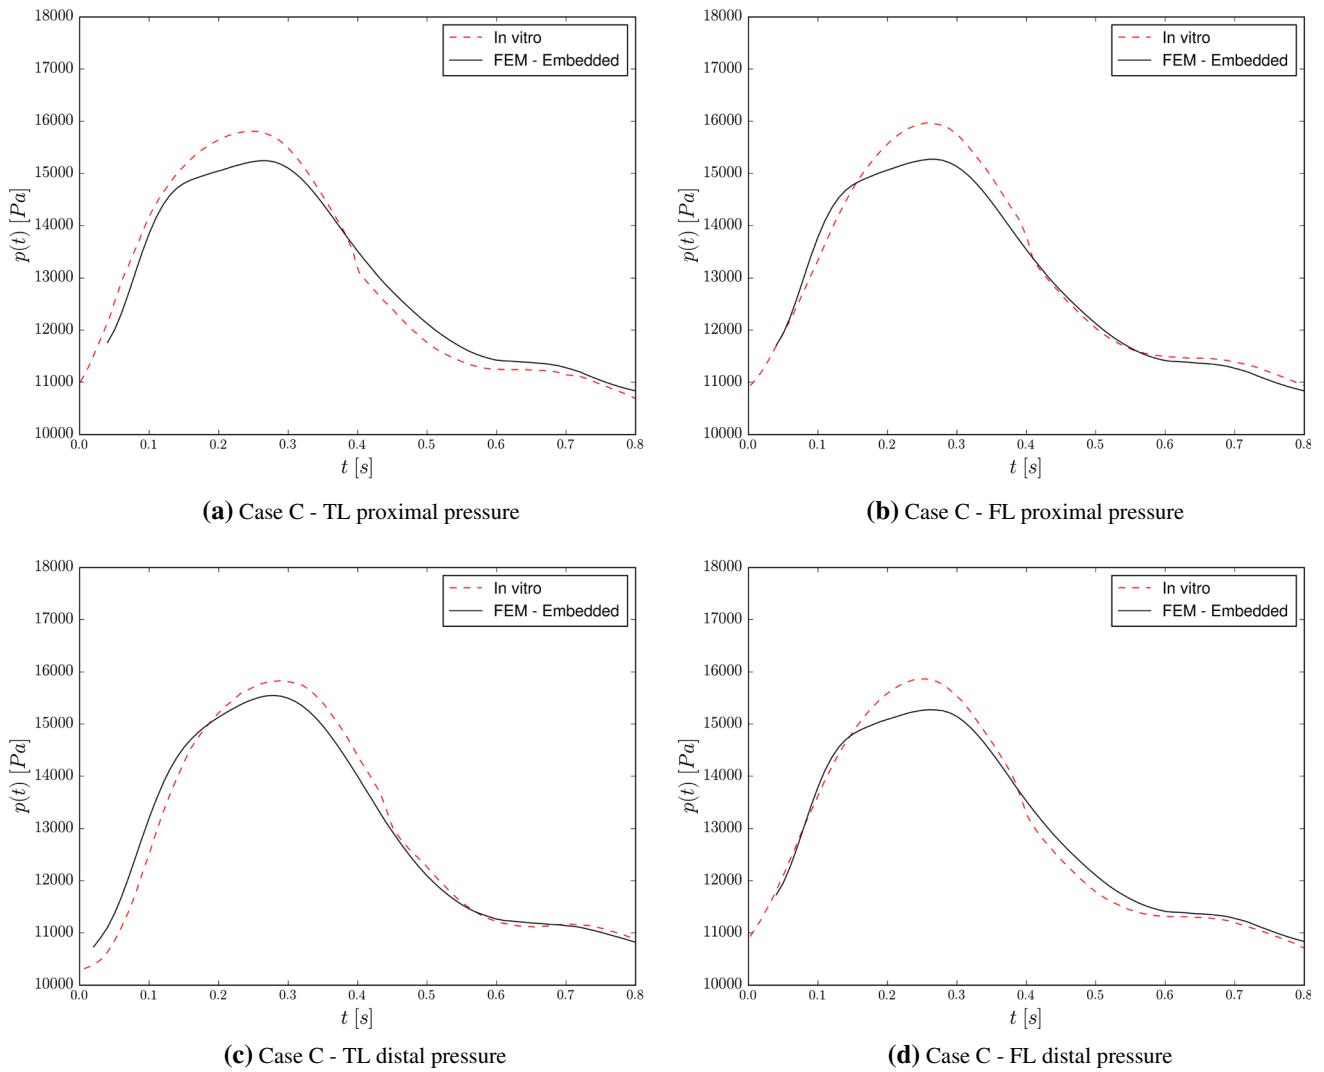 18000
17000
16000
15000
14000
13000
12000
11000
10000
p(t) [Pa]
0.0 0.1 0.2 0.3 0.4 0.5 0.6 0.7 0.8
t [s]
In vitro
FEM - Embedded
(a) Case C - TL proximal pressure
18000
17000
16000
15000
14000
13000
12000
11000
10000
p(t) [Pa]
0.0 0.1 0.2 0.3 0.4 0.5 0.6 0.7 0.8
t [s]
In vitro
FEM - Embedded
(b) Case C - FL proximal pressure
18000
17000
16000
15000
14000
13000
12000
11000
10000
p(t) [Pa]
0.0 0.1 0.2 0.3 0.4 0.5 0.6 0.7 0.8
t [s]
In vitro
FEM - Embedded
(c) Case C - TL distal pressure
18000
17000
16000
15000
14000
13000
12000
11000
10000
p(t) [Pa]
0.0 0.1 0.2 0.3 0.4 0.5 0.6 0.7 0.8
t [s]
In vitro
FEM - Embedded
(d) Case C - FL distal pressure